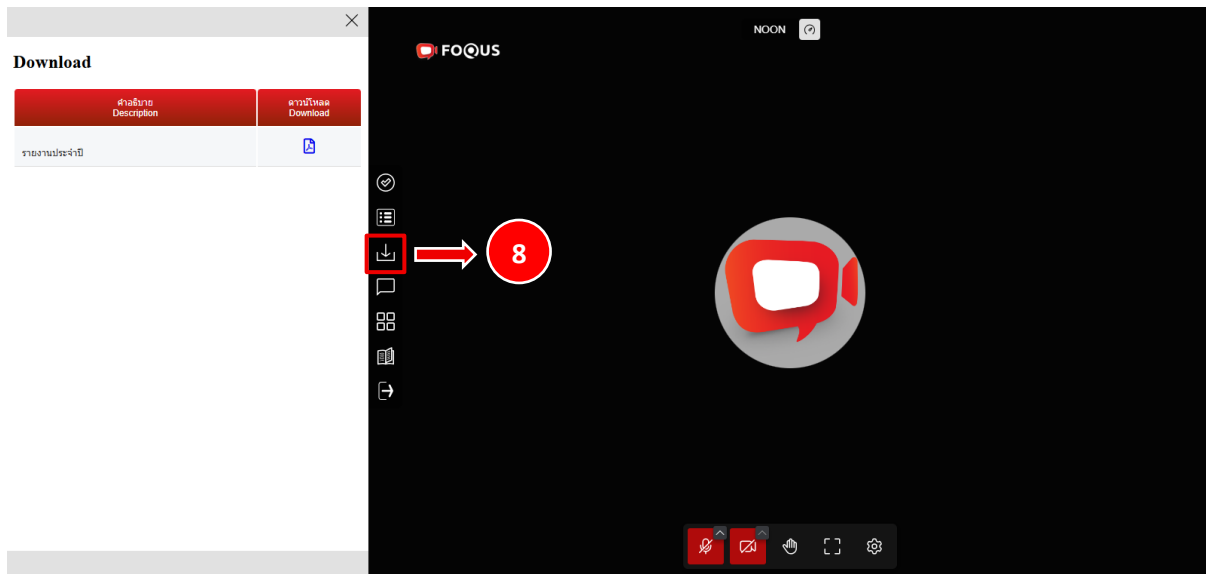 Download
คำอธิบาย
Description
ดาวน์โหลด
Download
รายงานประจำปี
NOON
FOQUS
8